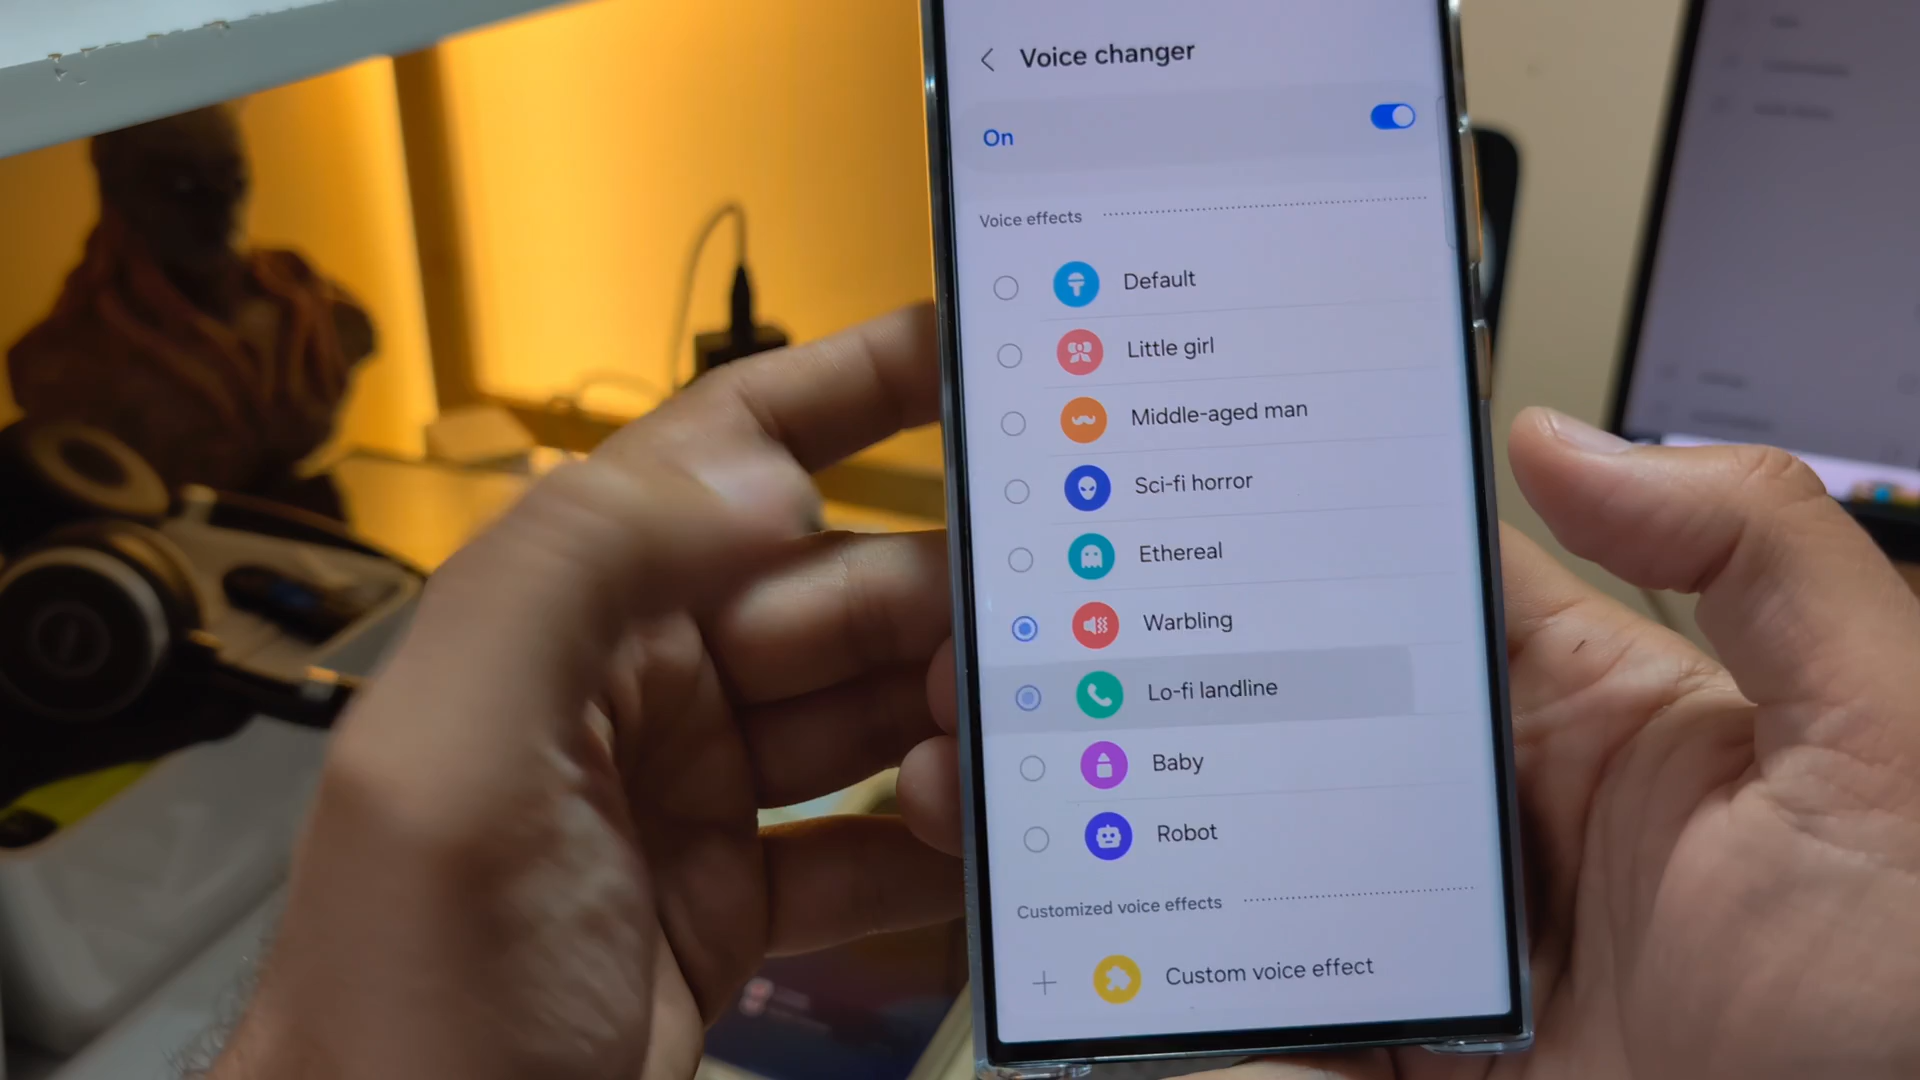 Voice changer
On
Voice effects
Default
Little girl
Middle-aged man
Sci-fi horror
Ethereal
Warbling
Lo-fi landline
Baby
Robot
Customized voice effects
Custom voice effect